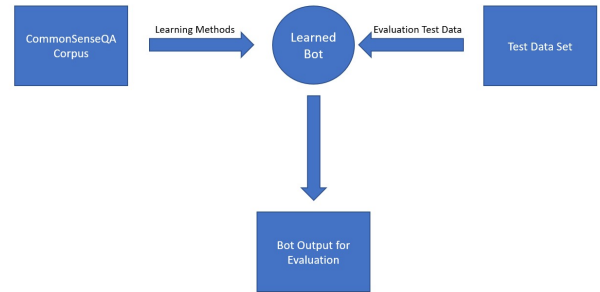 CommonSenseQA
Corpus
Learning Methods
Learned
Bot
Evaluation Test Data
Test Data Set
Bot Output for
Evaluation